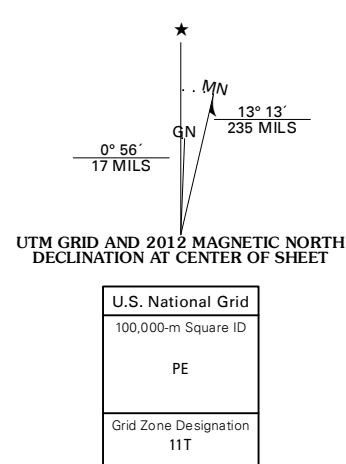 ★
MN
GN
13° 13´
235 MILS
0° 56´
17 MILS
UTM GRID AND 2012 MAGNETIC NORTH
DECLINATION AT CENTER OF SHEET
U.S. National Grid
100,000-m Square ID
PE
Grid Zone Designation
11T